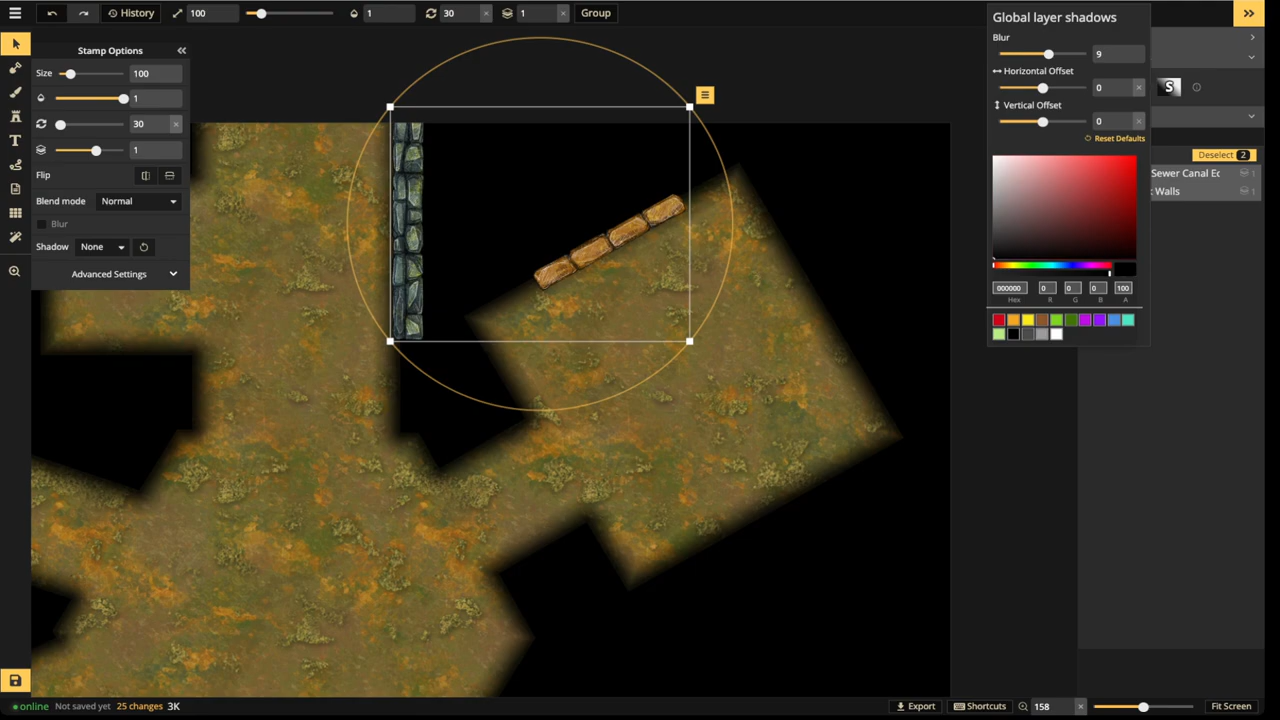 History
100
1
30
×
1
×
Group
Stamp Options
Size
100
1
30
×
1
Flip
Blend mode
Normal
Blur
Shadow
None
Advanced Settings
Global layer shadows
Blur
9
Horizontal Offset
0
×
Vertical Offset
0
×
Reset Defaults
000000
0
0
0
100
Hex
R
G
B
A
S
Deselect 2
Sewer Canal Ec
1
Walls
1
online
Not saved yet
25 changes
3K
Export
Shortcuts
158
×
Fit Screen